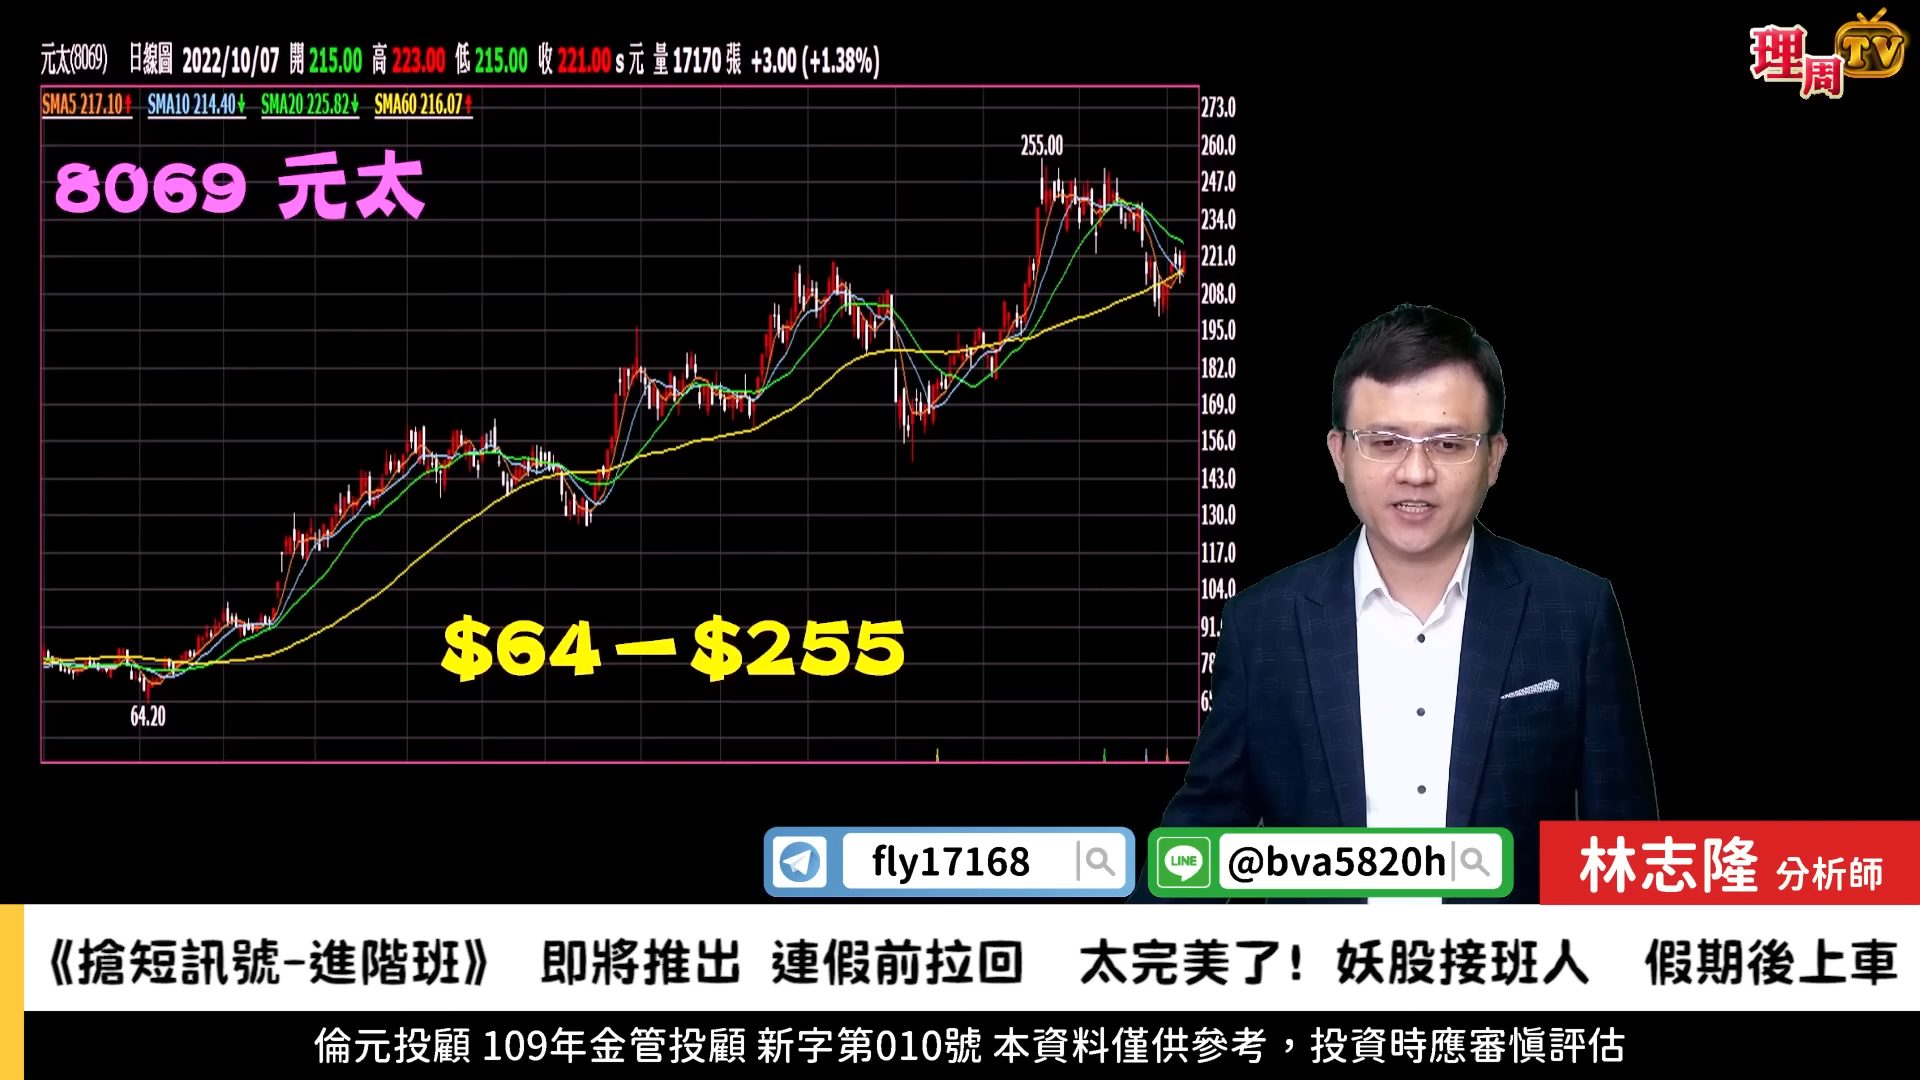 元太(8069) 日線圖 2022/10/07 開 215.00 高 223.00 低 215.00 收 221.00 s 元 量 17170 張 +3.00 (+1.38%)
理周TV
SMA5 217.10↑ SMA10 214.40↓ SMA20 225.82↓ SMA60 216.07↑
8069 元太
255.00
273.0
260.0
247.0
234.0
221.0
208.0
195.0
182.0
169.0
156.0
143.0
130.0
117.0
104.0
91.
78
65
$64－$255
64.20
fly17168
LINE @bva5820h
林志隆 分析師
《搶短訊號-進階班》 即將推出 連假前拉回 太完美了! 妖股接班人 假期後上車
倫元投顧 109年金管投顧 新字第010號 本資料僅供參考，投資時應審慎評估